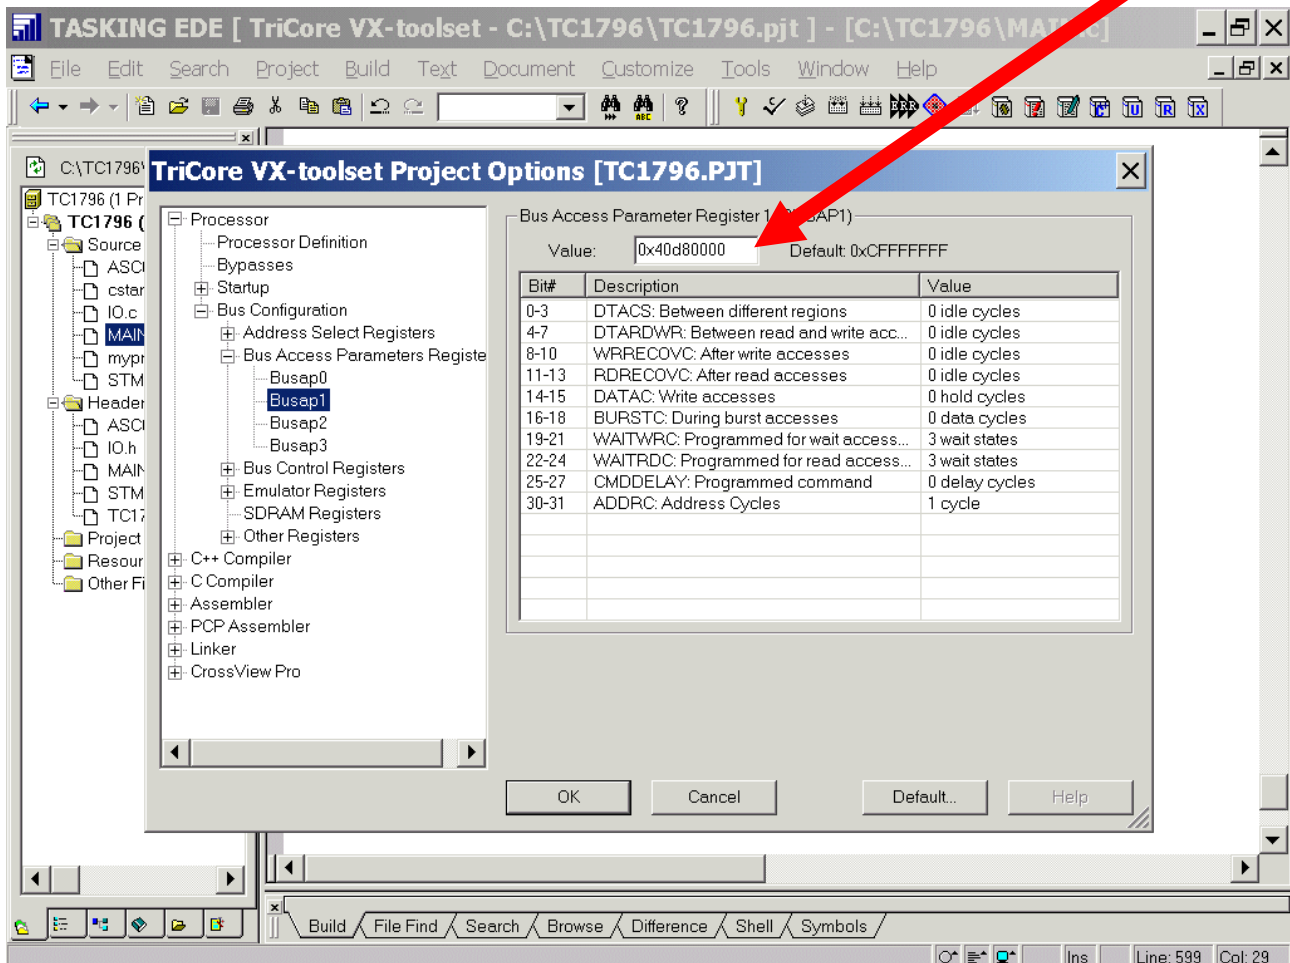 TASKING EDE [ TriCore VX-toolset - C:\TC1796\TC1796.pjt ] - [C:\TC1796\MAIN.c]
File Edit Search Project Build Text Document Customize Tools Window Help
C:\TC1796\
TC1796 (1 Pr
TC1796 (
Source
ASCI
cstar
IO.c
MAIN
mypr
STM
Header
ASCI
IO.h
MAIN
STM
TC17
Project
Resour
Other Fi
TriCore VX-toolset Project Options [TC1796.PJT]
Processor
Processor Definition
Bypasses
Startup
Bus Configuration
Address Select Registers
Bus Access Parameters Registe
Busap0
Busap1
Busap2
Busap3
Bus Control Registers
Emulator Registers
SDRAM Registers
Other Registers
C++ Compiler
C Compiler
Assembler
PCP Assembler
Linker
CrossView Pro
Bus Access Parameter Register 1 AP1)
Value: 0x40d80000 Default: 0xCFFFFFFF
Bit# Description Value
0-3 DTACS: Between different regions 0 idle cycles
4-7 DTARDWR: Between read and write acc... 0 idle cycles
8-10 WRRECOVC: After write accesses 0 idle cycles
11-13 RDRECOVC: After read accesses 0 idle cycles
14-15 DATAC: Write accesses 0 hold cycles
16-18 BURSTC: During burst accesses 0 data cycles
19-21 WAITWRC: Programmed for wait access... 3 wait states
22-24 WAITRDC: Programmed for read access... 3 wait states
25-27 CMDDELAY: Programmed command 0 delay cycles
30-31 ADDRC: Address Cycles 1 cycle
OK Cancel Default... Help
Build File Find Search Browse Difference Shell Symbols
Ins Line: 599 Col: 29